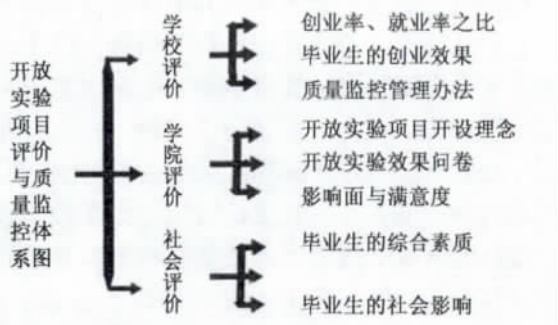 开放
实验
项目
评价
与质
量监
控体
系图
学校评价
创业率、就业率之比
毕业生的创业效果
质量监控管理办法
学院评价
开放实验项目开设理念
开放实验效果问卷
影响面与满意度
社会评价
毕业生的综合素质
毕业生的社会影响